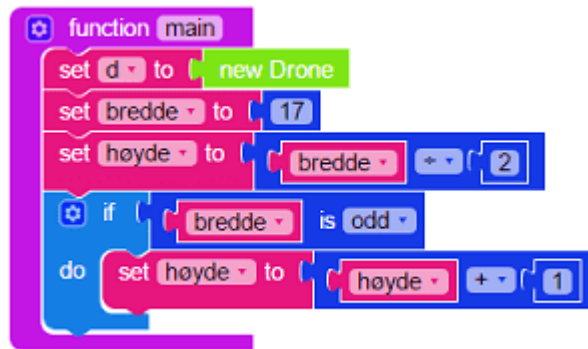 function main
set d to new Drone
set bredde to 17
set høyde to bredde ÷ 2
if bredde is odd
do set høyde to høyde + 1